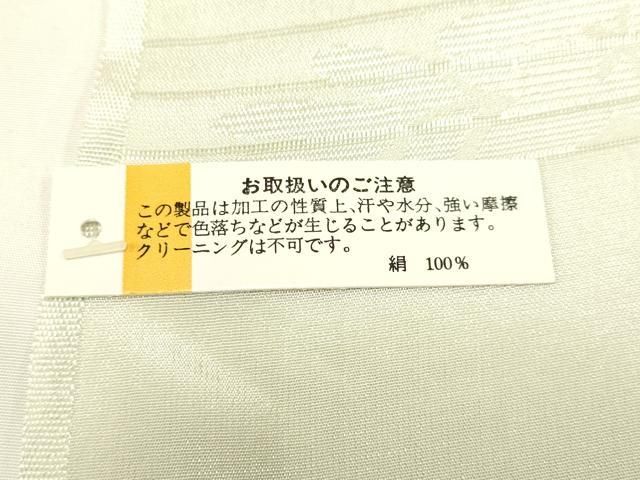 お取扱いのご注意
この製品は加工の性質上、汗や水分、強い摩擦
などで色落ちなどが生じることがあります。
クリーニングは不可です。
絹 100%